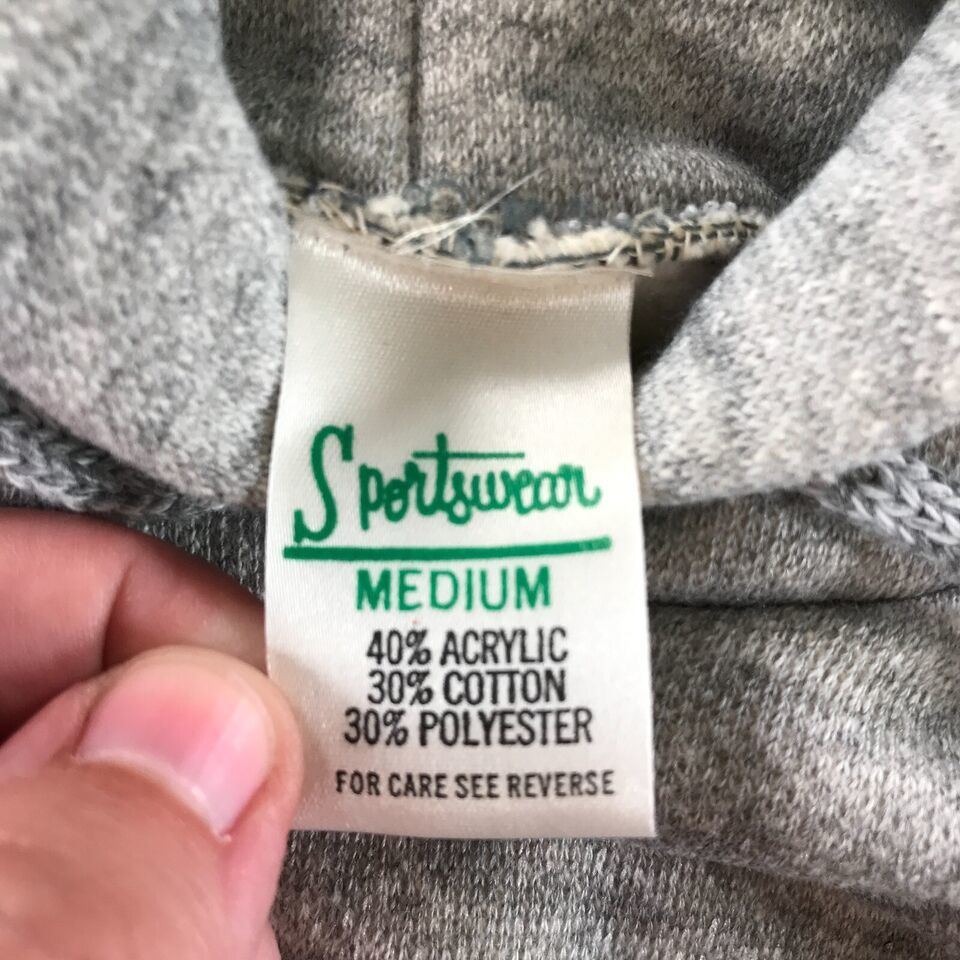 Sportswear
MEDIUM
40% ACRYLIC
30% COTTON
30% POLYESTER
FOR CARE SEE REVERSE